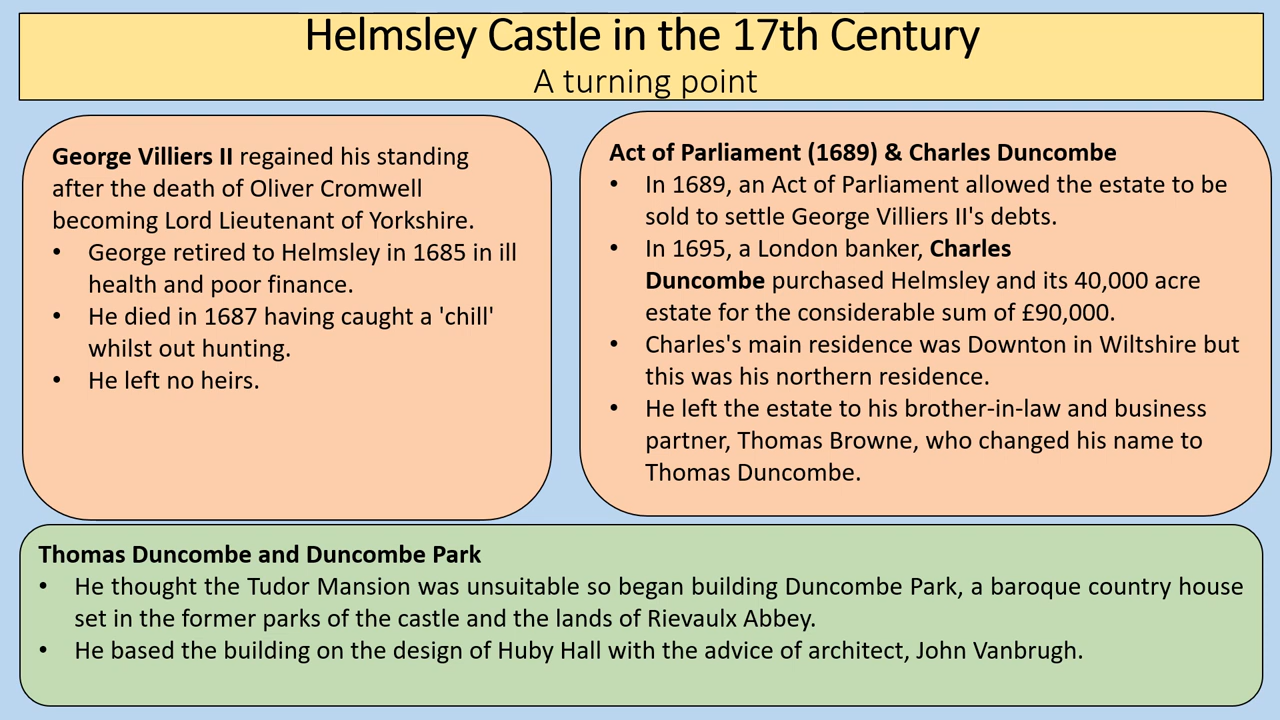 Helmsley Castle in the 17th Century
A turning point
George Villiers II regained his standing
after the death of Oliver Cromwell
becoming Lord Lieutenant of Yorkshire.
• George retired to Helmsley in 1685 in ill
health and poor finance.
• He died in 1687 having caught a 'chill'
whilst out hunting.
• He left no heirs.
Act of Parliament (1689) & Charles Duncombe
• In 1689, an Act of Parliament allowed the estate to be
sold to settle George Villiers II's debts.
• In 1695, a London banker, Charles
Duncombe purchased Helmsley and its 40,000 acre
estate for the considerable sum of £90,000.
• Charles's main residence was Downton in Wiltshire but
this was his northern residence.
• He left the estate to his brother-in-law and business
partner, Thomas Browne, who changed his name to
Thomas Duncombe.
Thomas Duncombe and Duncombe Park
• He thought the Tudor Mansion was unsuitable so began building Duncombe Park, a baroque country house
set in the former parks of the castle and the lands of Rievaulx Abbey.
• He based the building on the design of Huby Hall with the advice of architect, John Vanbrugh.